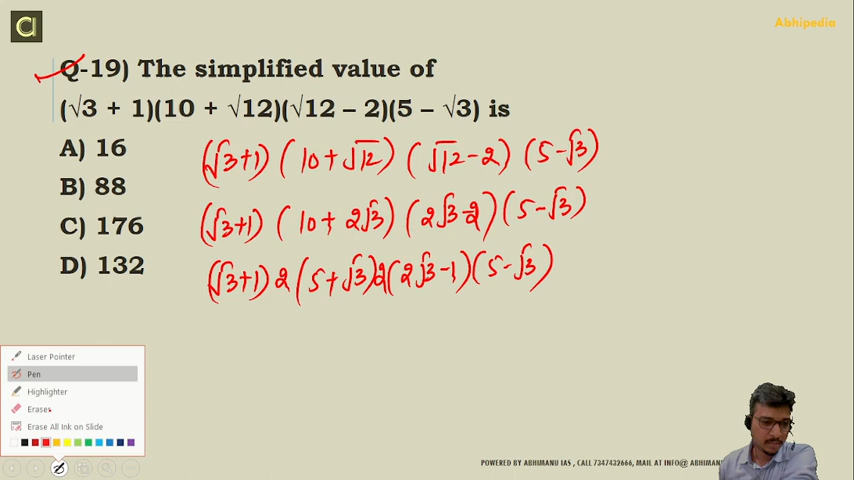 Abhipedia
Q-19) The simplified value of
(√3 + 1)(10 + √12)(√12 – 2)(5 – √3) is
A) 16
B) 88
C) 176
D) 132
(√3+1) (10+√12) (√12-2) (5-√3)
(√3+1) (10+2√3) (2√3-2) (5-√3)
(√3+1) 2 (5+√3) 2 (2√3-1) (5-√3)
Laser Pointer
Pen
Highlighter
Eraser
Erase All Ink on Slide
POWERED BY ABHIMANU IAS , CALL 7347432666, MAIL AT INFO@ ABHIMAN